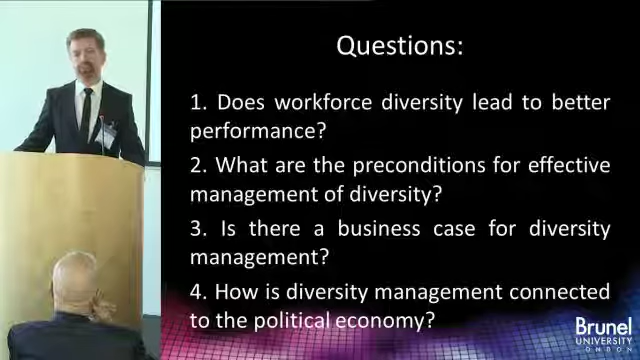 Questions:
1. Does workforce diversity lead to better
performance?
2. What are the preconditions for effective
management of diversity?
3. Is there a business case for diversity
management?
4. How is diversity management connected
to the political economy?
Brunel
UNIVERSITY
LONDON